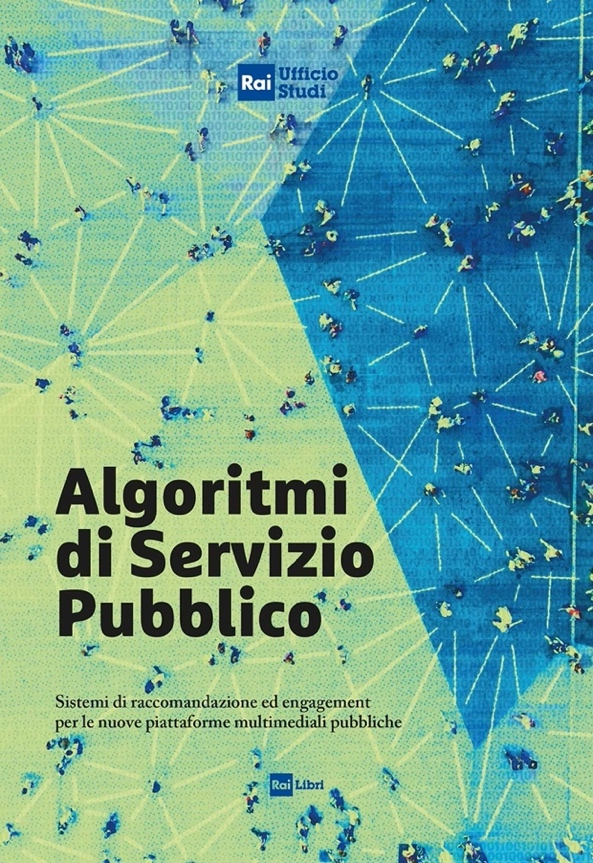 Rai Ufficio
Studi
Algoritmi
di Servizio
Pubblico
Sistemi di raccomandazione ed engagement
per le nuove piattaforme multimediali pubbliche
Rai Libri